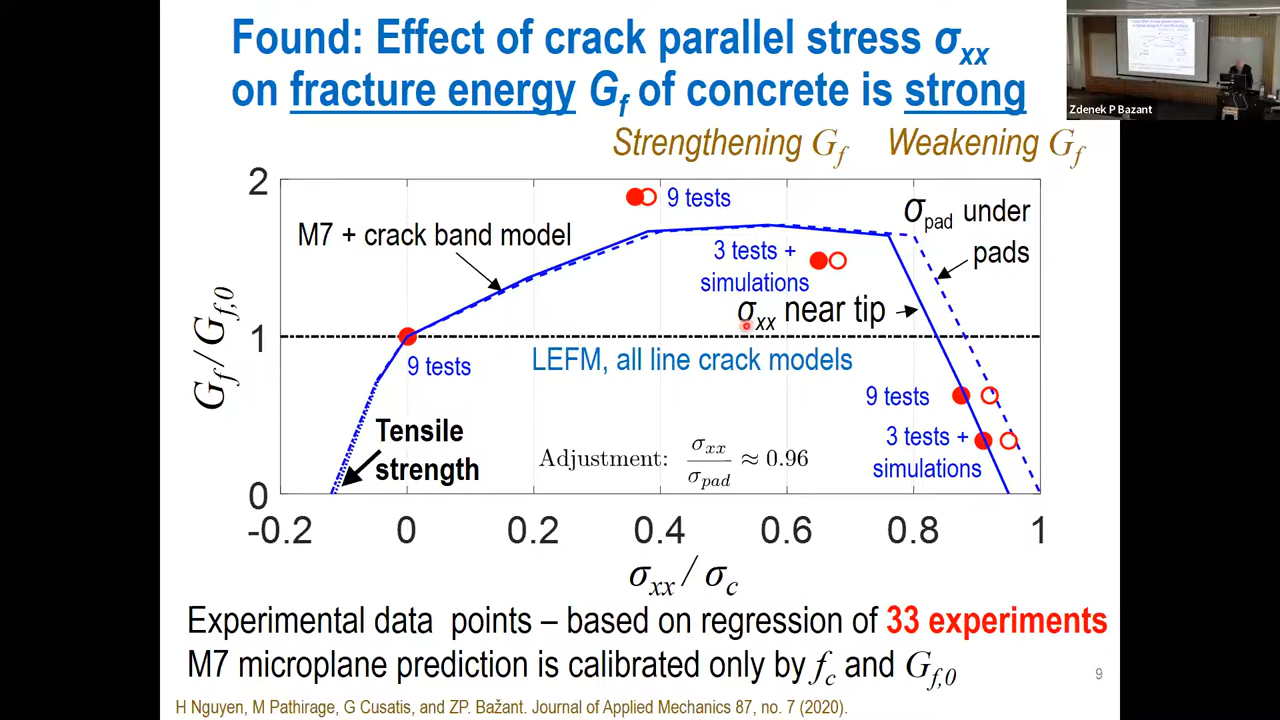 Found: Effect of crack parallel stress σxx
on fracture energy Gf of concrete is strong
Zdenek P Bazant
Strengthening Gf
Weakening Gf
2
9 tests
σpad under
pads
M7 + crack band model
3 tests +
simulations
σxx near tip
Gf / Gf,0
1
LEFM, all line crack models
9 tests
9 tests
Tensile
strength
3 tests +
simulations
Adjustment: σxx / σpad ≈ 0.96
0
-0.2 0 0.2 0.4 0.6 0.8 1
σxx / σc
Experimental data points – based on regression of 33 experiments
M7 microplane prediction is calibrated only by fc and Gf,0
9
H Nguyen, M Pathirage, G Cusatis, and ZP. Bažant. Journal of Applied Mechanics 87, no. 7 (2020).